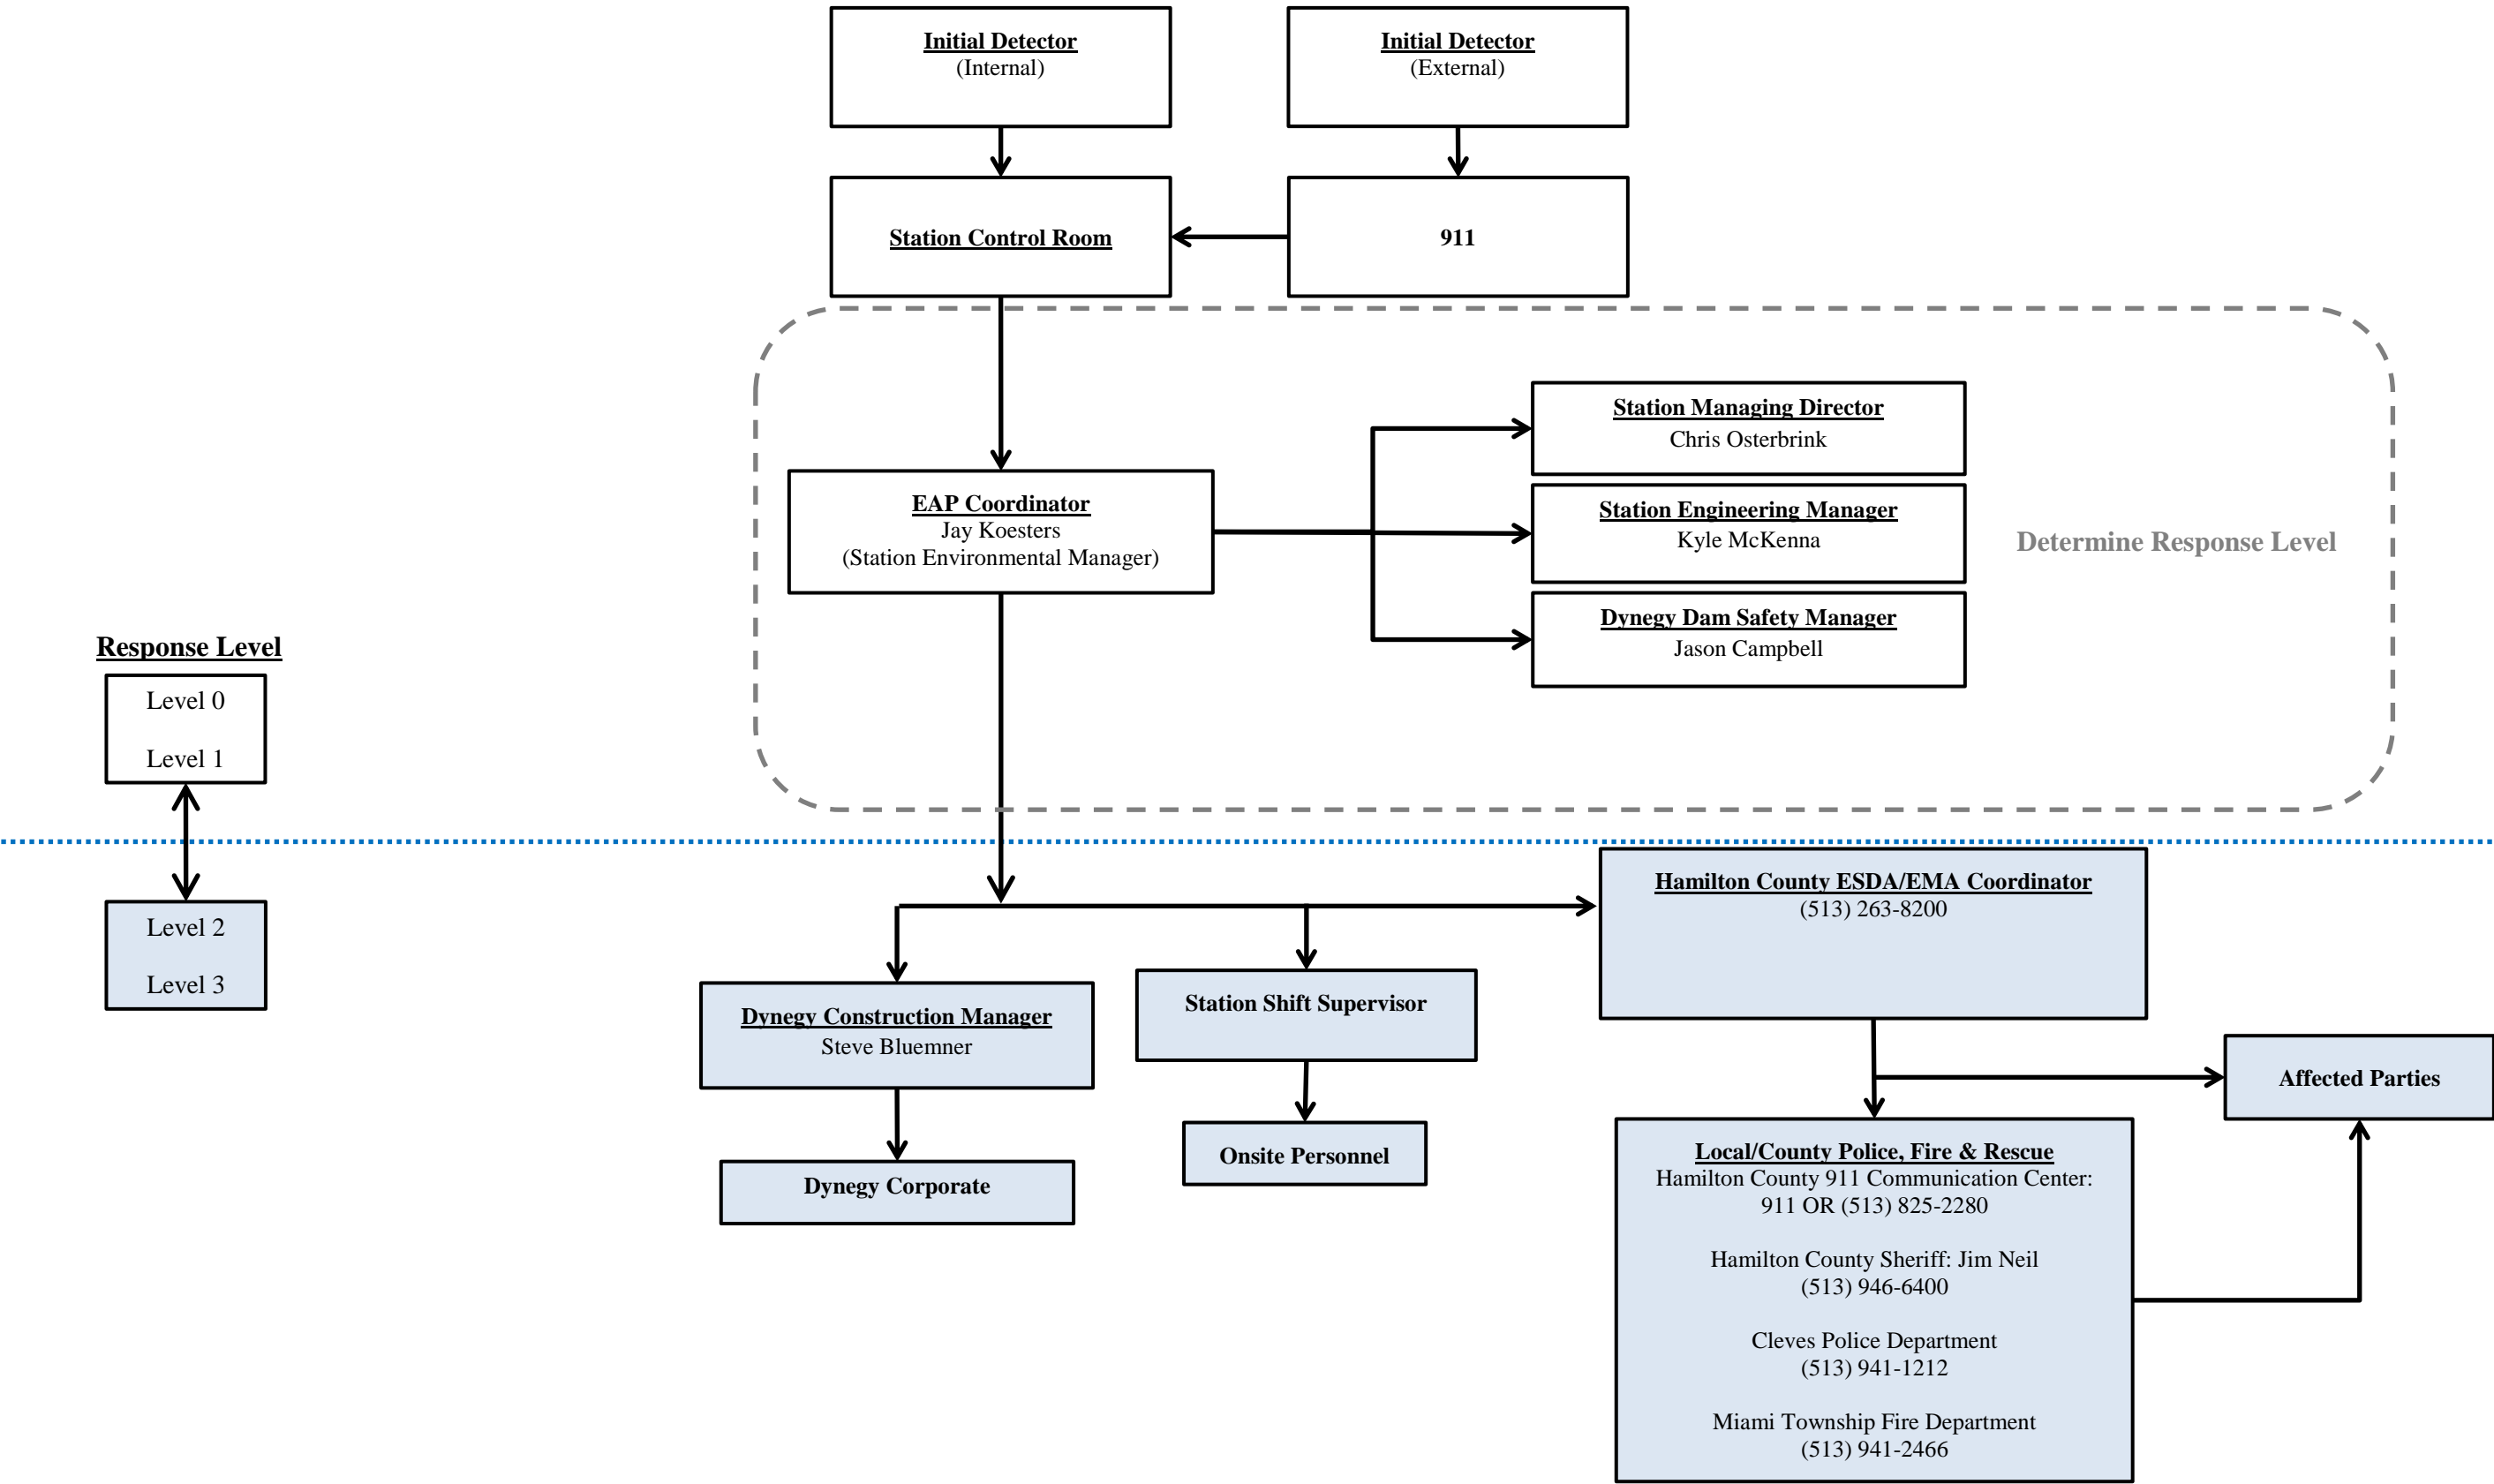 Initial Detector
(Internal)
Initial Detector
(External)
Station Control Room
911
Station Managing Director
Chris Osterbrink
EAP Coordinator
Jay Koesters
(Station Environmental Manager)
Station Engineering Manager
Kyle McKenna
Determine Response Level
Dynegy Dam Safety Manager
Jason Campbell
Response Level
Level 0
Level 1
Level 2
Level 3
Hamilton County ESDA/EMA Coordinator
(513) 263-8200
Dynegy Construction Manager
Steve Bluemner
Station Shift Supervisor
Affected Parties
Dynegy Corporate
Onsite Personnel
Local/County Police, Fire & Rescue
Hamilton County 911 Communication Center:
911 OR (513) 825-2280
Hamilton County Sheriff: Jim Neil
(513) 946-6400
Cleves Police Department
(513) 941-1212
Miami Township Fire Department
(513) 941-2466